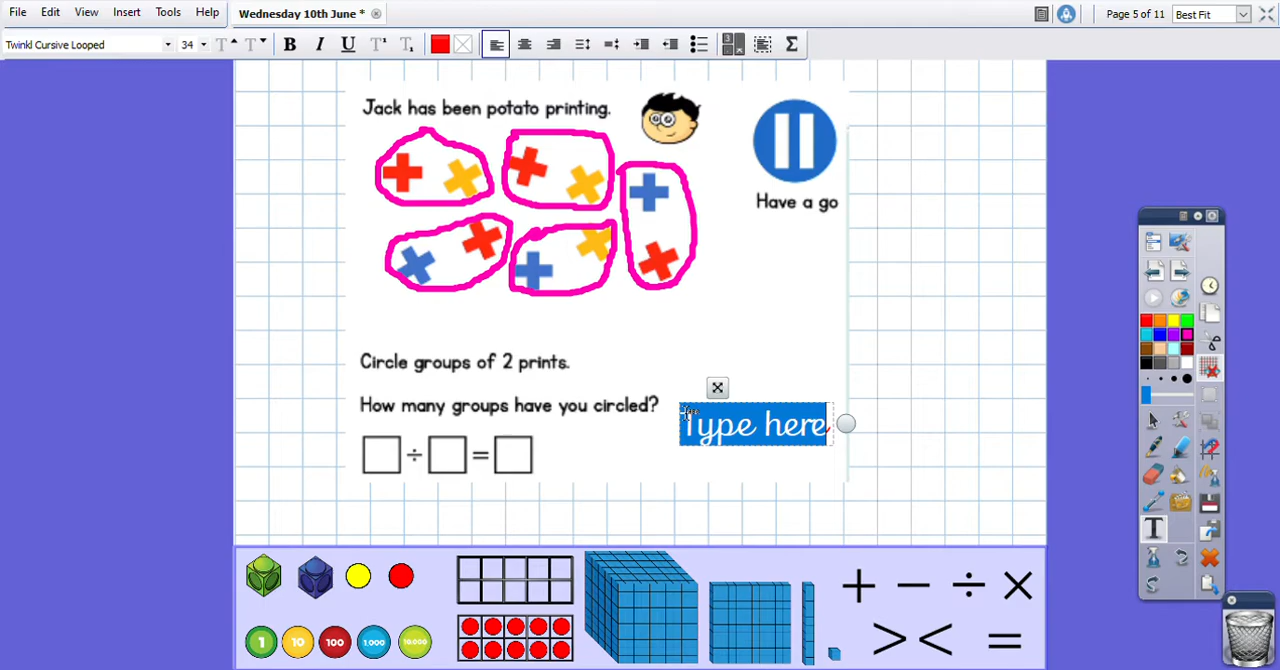 File Edit View Insert Tools Help
Wednesday 10th June *
Page 5 of 11
Best Fit
Twinkl Cursive Looped
34
B I U
Jack has been potato printing.
Have a go
Circle groups of 2 prints.
How many groups have you circled?
Type here
÷ =
+ − ÷ ×
1 10 100 1,000 10,000
> < =